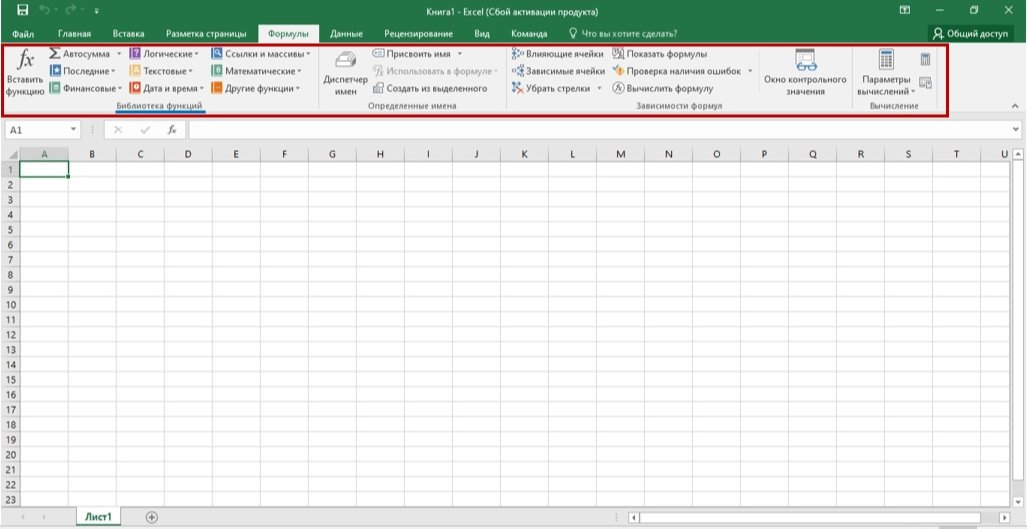 Книга1 - Excel (Сбой активации продукта)
Файл Главная Вставка Разметка страницы Формулы Данные Рецензирование Вид Команда Что вы хотите сделать? Общий доступ
fx
Вставить функцию
Автосумма
Последние
Финансовые
Логические
Текстовые
Дата и время
Ссылки и массивы
Математические
Другие функции
Библиотека функций
Диспетчер имен
Присвоить имя
Использовать в формуле
Создать из выделенного
Определенные имена
Влияющие ячейки
Зависимые ячейки
Убрать стрелки
Показать формулы
Проверка наличия ошибок
Вычислить формулу
Зависимости формул
Окно контрольного значения
Параметры вычислений
Вычисление
A1 fx
A B C D E F G H I J K L M N O P Q R S T U
1
2
3
4
5
6
7
8
9
10
11
12
13
14
15
16
17
18
19
20
21
22
23
Лист1